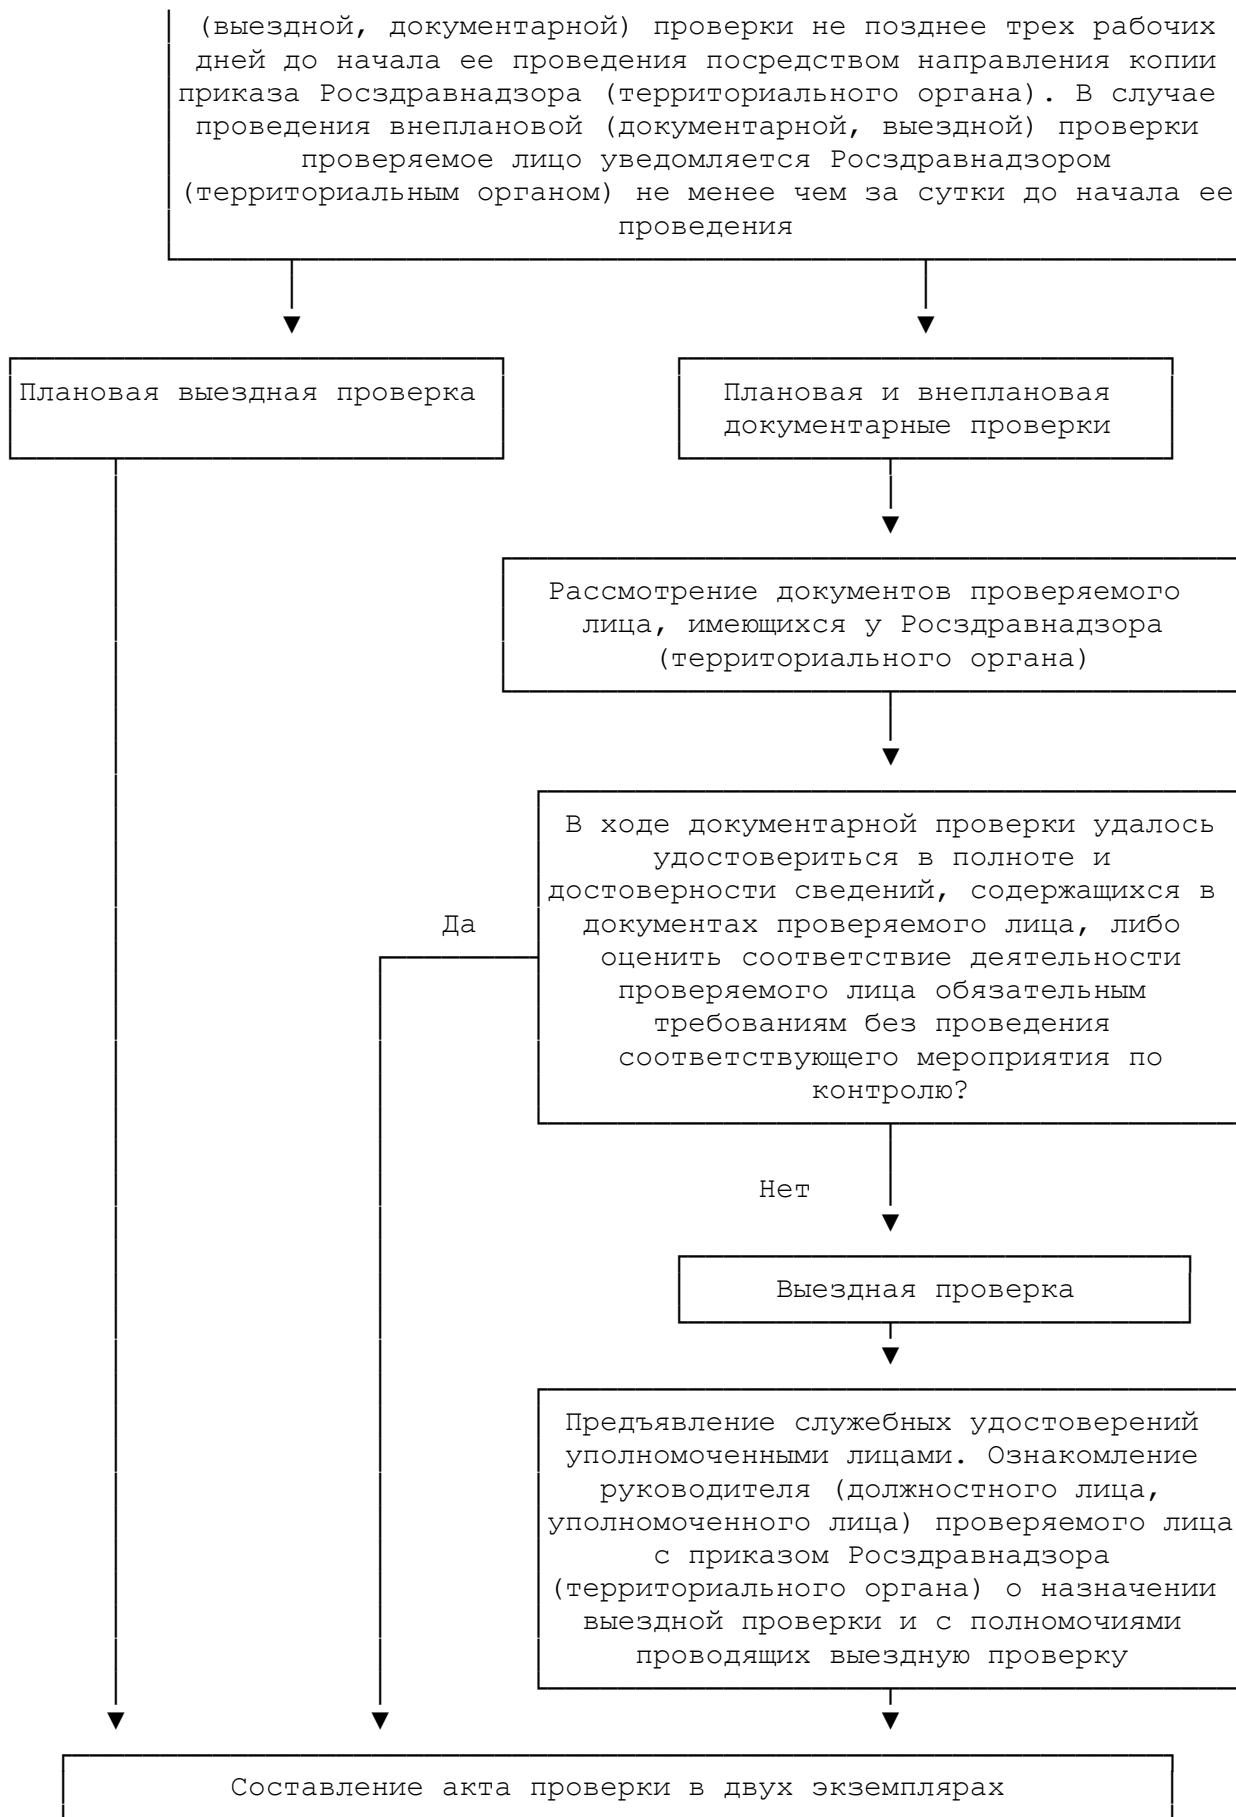 (выездной, документарной) проверки не позднее трех рабочих
дней до начала ее проведения посредством направления копии
приказа Росздравнадзора (территориального органа). В случае
проведения внеплановой (документарной, выездной) проверки
проверяемое лицо уведомляется Росздравнадзором
(территориальным органом) не менее чем за сутки до начала ее
проведения
Плановая выездная проверка
Плановая и внеплановая
документарные проверки
Рассмотрение документов проверяемого
лица, имеющихся у Росздравнадзора
(территориального органа)
В ходе документарной проверки удалось
удостовериться в полноте и
достоверности сведений, содержащихся в
документах проверяемого лица, либо
оценить соответствие деятельности
проверяемого лица обязательным
требованиям без проведения
соответствующего мероприятия по
контролю?
Да
Нет
Выездная проверка
Предъявление служебных удостоверений
уполномоченными лицами. Ознакомление
руководителя (должностного лица,
уполномоченного лица) проверяемого лица
с приказом Росздравнадзора
(территориального органа) о назначении
выездной проверки и с полномочиями
проводящих выездную проверку
Составление акта проверки в двух экземплярах